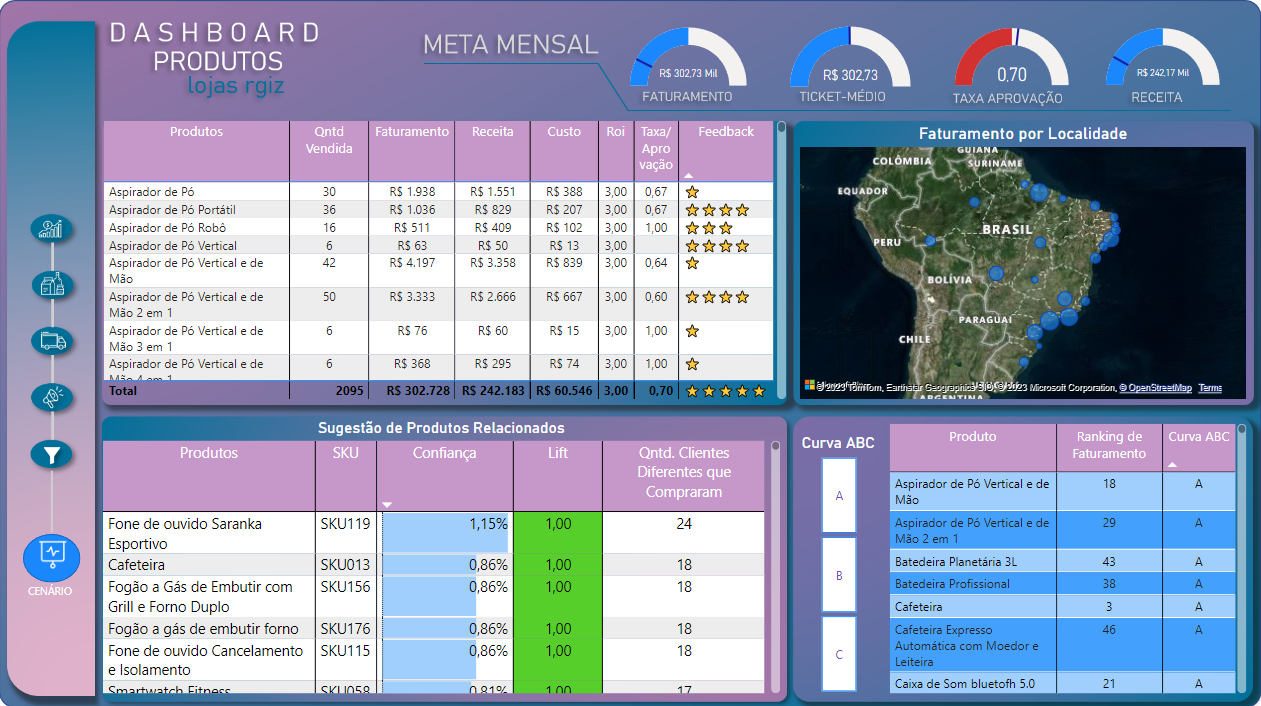 DASHBOARD
PRODUTOS
lojas rgiz
META MENSAL
R$ 302,73 Mil
FATURAMENTO
R$ 302,73
TICKET-MÉDIO
0,70
TAXA APROVAÇÃO
R$ 242,17 Mil
RECEITA
CENÁRIO
Produtos Qntd Vendida Faturamento Receita Custo Roi Taxa/ Apro vação Feedback
Aspirador de Pó 30 R$ 1.938 R$ 1.551 R$ 388 3,00 0,67
Aspirador de Pó Portátil 36 R$ 1.036 R$ 829 R$ 207 3,00 0,67
Aspirador de Pó Robô 16 R$ 511 R$ 409 R$ 102 3,00 1,00
Aspirador de Pó Vertical 6 R$ 63 R$ 50 R$ 13 3,00
Aspirador de Pó Vertical e de 42 R$ 4.197 R$ 3.358 R$ 839 3,00 0,64
Mão
Aspirador de Pó Vertical e de 50 R$ 3.333 R$ 2.666 R$ 667 3,00 0,60
Mão 2 em 1
Aspirador de Pó Vertical e de 6 R$ 76 R$ 60 R$ 15 3,00 1,00
Mão 3 em 1
Aspirador de Pó Vertical e de 6 R$ 368 R$ 295 R$ 74 3,00 1,00
Mão 4 em 1
Total 2095 R$ 302.728 R$ 242.183 R$ 60.546 3,00 0,70
Faturamento por Localidade
GUIANA
COLÔMBIA SURINAME
EQUADOR
BRASIL
PERU
BOLÍVIA
PARAGUAI
CHILE
© 2023 TomTom, Earthstar Geographics SIO, © 2023 Microsoft Corporation, © OpenStreetMap Terms
ARGENTINA
Sugestão de Produtos Relacionados
Produtos SKU Confiança Lift Qntd. Clientes
Diferentes que
Compraram
Fone de ouvido Saranka SKU119 1,15% 1,00 24
Esportivo
Cafeteira SKU013 0,86% 1,00 18
Fogão a Gás de Embutir com SKU156 0,86% 1,00 18
Grill e Forno Duplo
Fogão a gás de embutir forno SKU176 0,86% 1,00 18
Fone de ouvido Cancelamento SKU115 0,86% 1,00 18
e Isolamento
Smartwatch Fitness SKU058 0,81% 1,00 17
Curva ABC
A
B
C
Produto Ranking de Curva ABC
Faturamento
Aspirador de Pó Vertical e de 18 A
Mão
Aspirador de Pó Vertical e de 29 A
Mão 2 em 1
Batedeira Planetária 3L 43 A
Batedeira Profissional 38 A
Cafeteira 3 A
Cafeteira Expresso 46 A
Automática com Moedor e
Leiteira
Caixa de Som bluetofh 5.0 21 A